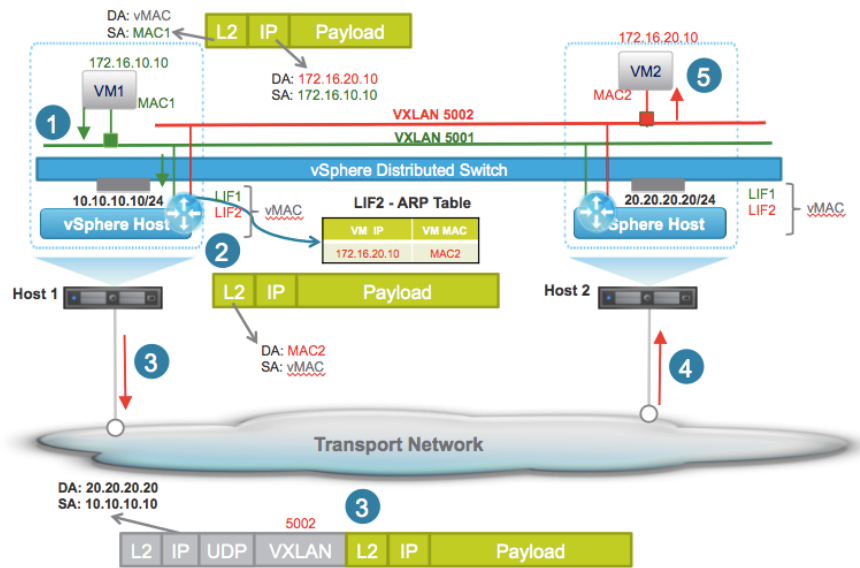 DA: vMAC
SA: MAC1
L2 IP Payload
172.16.10.10
VM1
MAC1
DA: 172.16.20.10
SA: 172.16.10.10
172.16.20.10
VM2
MAC2
5
1
VXLAN 5002
VXLAN 5001
vSphere Distributed Switch
10.10.10.10/24
vSphere Host
LIF1
LIF2
vMAC
LIF2 - ARP Table
VM IP VM MAC
172.16.20.10 MAC2
20.20.20.20/24
Sphere Host
LIF1
LIF2
vMAC
2
L2 IP Payload
Host 1
Host 2
DA: MAC2
SA: vMAC
3
4
Transport Network
DA: 20.20.20.20
SA: 10.10.10.10
5002
3
L2 IP UDP VXLAN L2 IP Payload